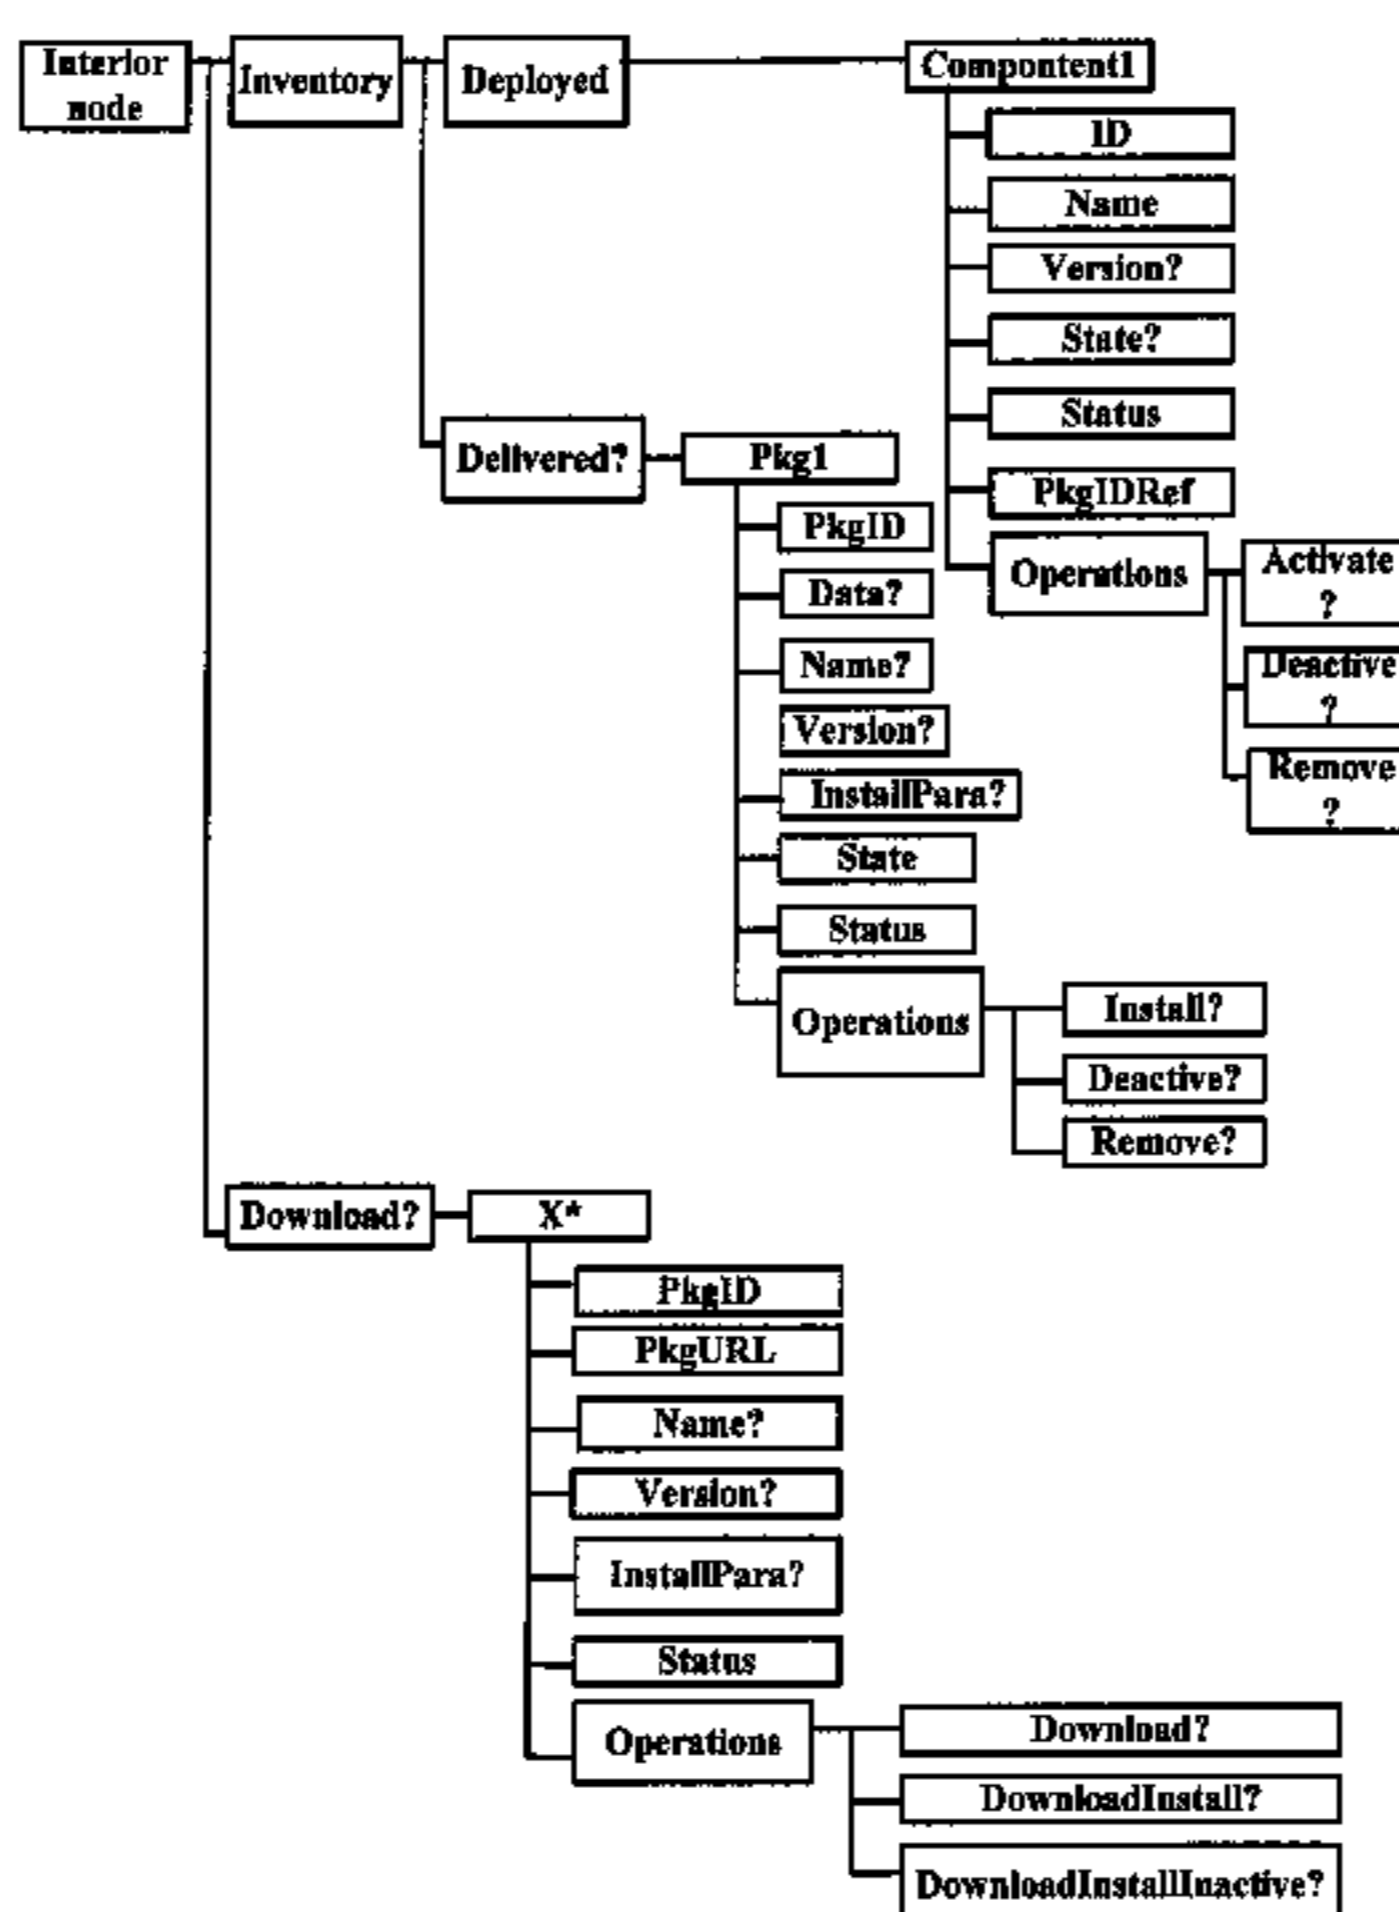 Interior
node
Inventory
Deployed
Compontent1
ID
Name
Version?
State?
Status
PkgIDRef
Operations
Activate
?
Deactive
?
Remove
?
Delivered?
Pkg1
PkgID
Data?
Name?
Version?
InstallPara?
State
Status
Operations
Install?
Deactive?
Remove?
Download?
X*
PkgID
PkgURL
Name?
Version?
InstallPara?
Status
Operations
Download?
DownloadInstall?
DownloadInstallInactive?